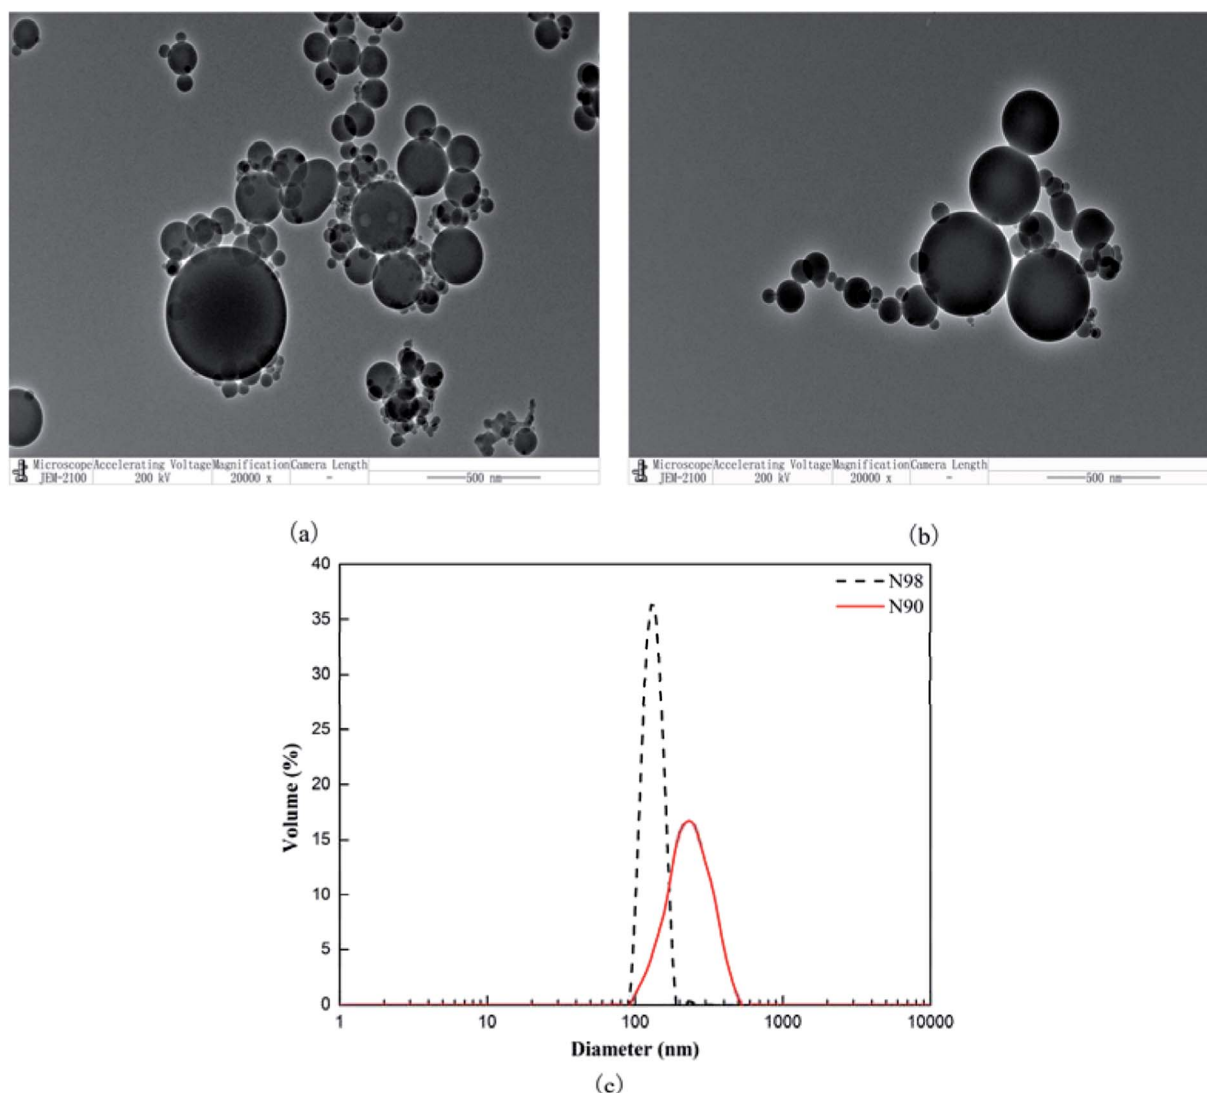 Microscope Accelerating Voltage Magnification Camera Length
JEM-2100 200 kV 20000 x - 500 nm
Microscope Accelerating Voltage Magnification Camera Length
JEM-2100 200 kV 20000 x - 500 nm
(a)
(b)
40
35
30
25
20
15
10
5
0
Volume (%)
N98
N90
1 10 100 1000 10000
Diameter (nm)
(c)